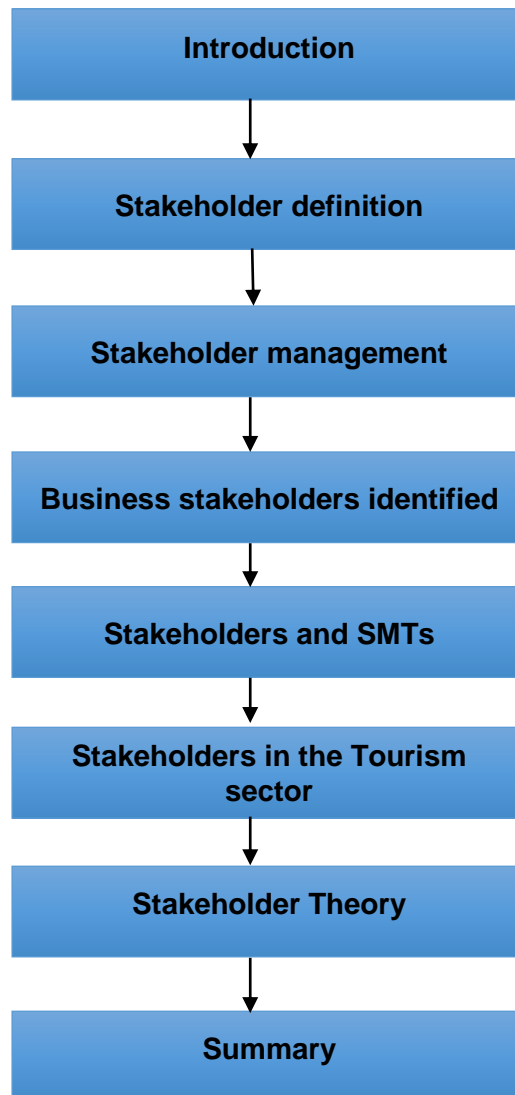 Introduction
Stakeholder definition
Stakeholder management
Business stakeholders identified
Stakeholders and SMTs
Stakeholders in the Tourism
sector
Stakeholder Theory
Summary